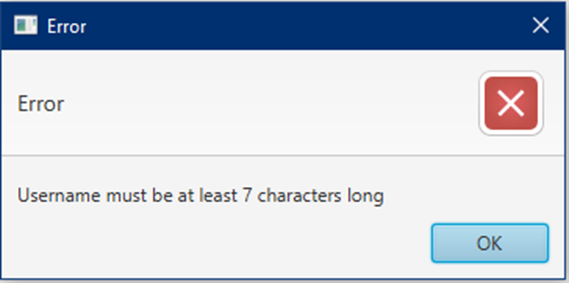 Error
Error
Username must be at least 7 characters long
OK